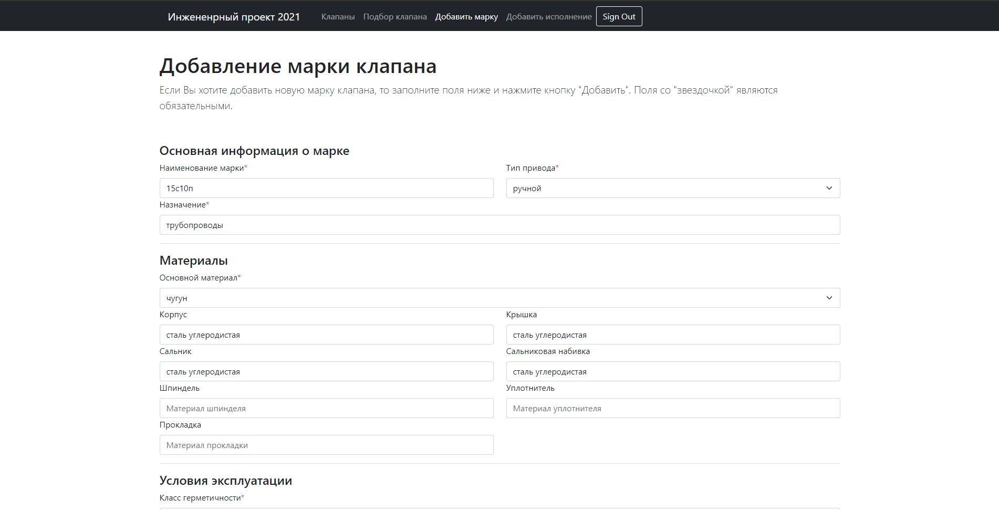 Инжененрный проект 2021 Клапаны Подбор клапана Добавить марку Добавить исполнение Sign Out
Добавление марки клапана
Если Вы хотите добавить новую марку клапана, то заполните поля ниже и нажмите кнопку "Добавить". Поля со "звездочкой" являются
обязательными.
Основная информация о марке
Наименование марки* Тип привода*
15с10п ручной
Назначение*
трубопроводы
Материалы
Основной материал*
чугун
Корпус Крышка
сталь углеродистая сталь углеродистая
Сальник Сальниковая набивка
сталь углеродистая сталь углеродистая
Шпиндель Уплотнитель
Материал шпинделя Материал уплотнителя
Прокладка
Материал прокладки
Условия эксплуатации
Класс герметичности*